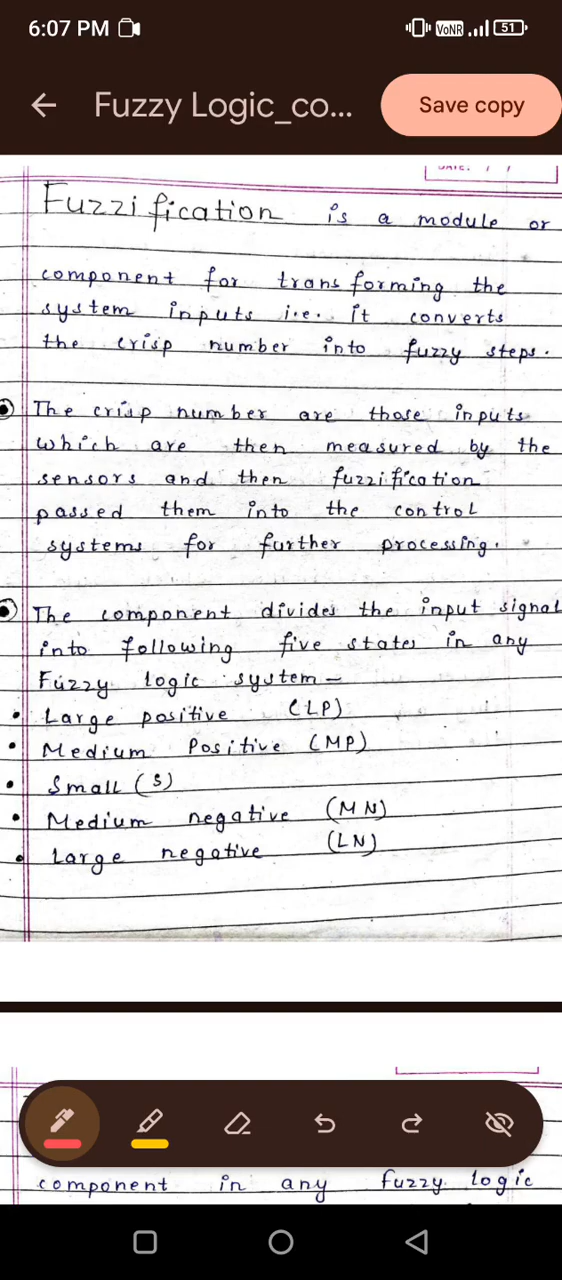 6:07 PM
VoNR
51
Fuzzy Logic_co...
Save copy
DATE: / /
Fuzzification is a module or
component for transforming the
system inputs i.e. it converts
the crisp number into fuzzy steps.
The crisp number are those inputs
which are then measured by the
sensors and then fuzzification
passed them into the control
systems for further processing.
The component divides the input signal
into following five states in any
Fuzzy logic system-
• Large positive (LP)
• Medium Positive (MP)
• Small (S)
• Medium negative (MN)
• Large negative (LN)
component in any fuzzy logic